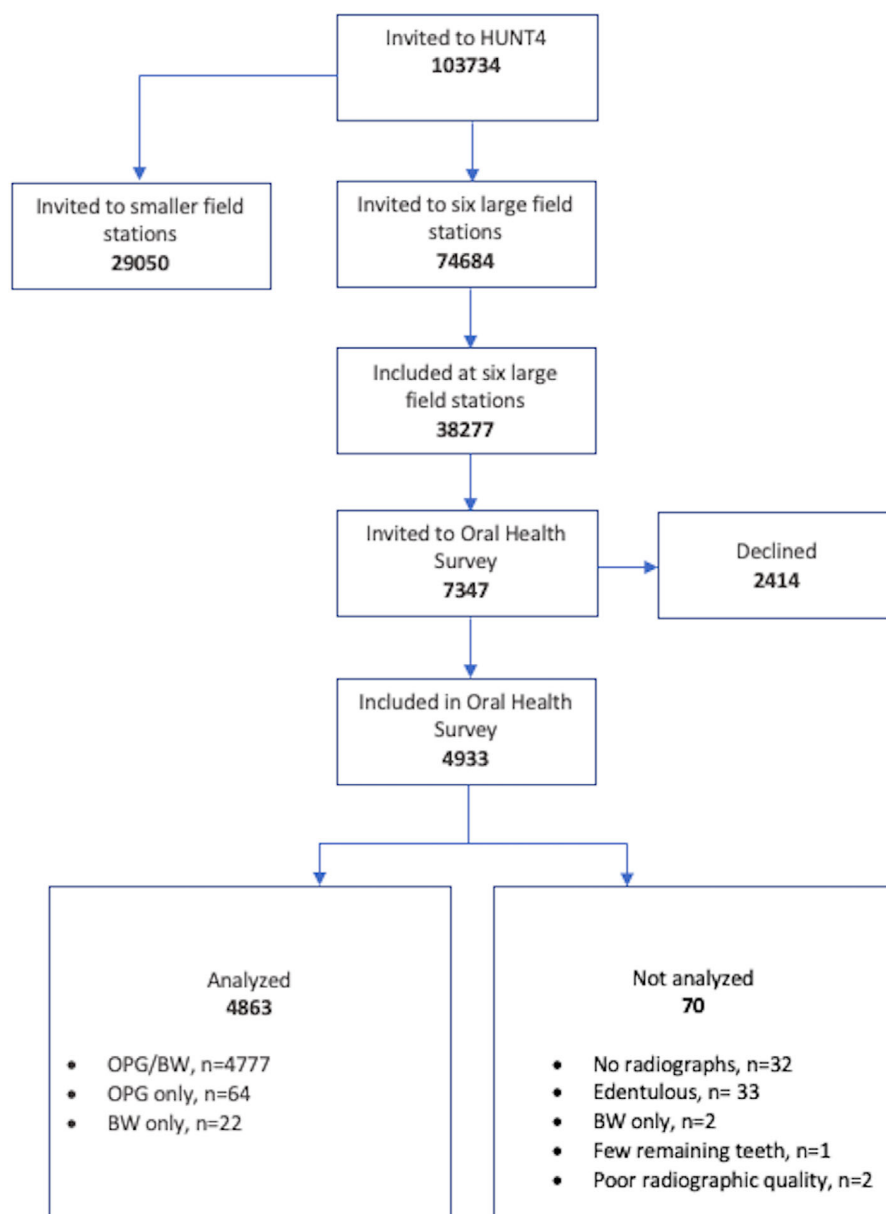 Invited to HUNT4
103734
Invited to smaller field
stations
29050
Invited to six large field
stations
74684
Included at six large
field stations
38277
Invited to Oral Health
Survey
7347
Declined
2414
Included in Oral Health
Survey
4933
Analyzed
4863
• OPG/BW, n=4777
• OPG only, n=64
• BW only, n=22
Not analyzed
70
• No radiographs, n=32
• Edentulous, n= 33
• BW only, n=2
• Few remaining teeth, n=1
• Poor radiographic quality, n=2